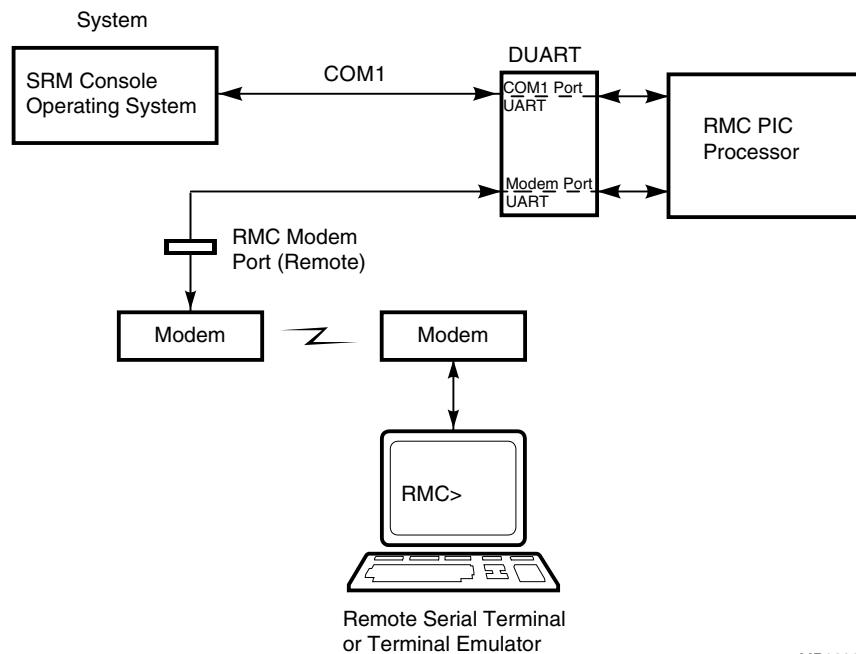 System
SRM Console
Operating System
COM1
DUART
COM1 Port
UART
Modem Port
UART
RMC PIC
Processor
RMC Modem
Port (Remote)
Modem
Modem
RMC>
Remote Serial Terminal
or Terminal Emulator